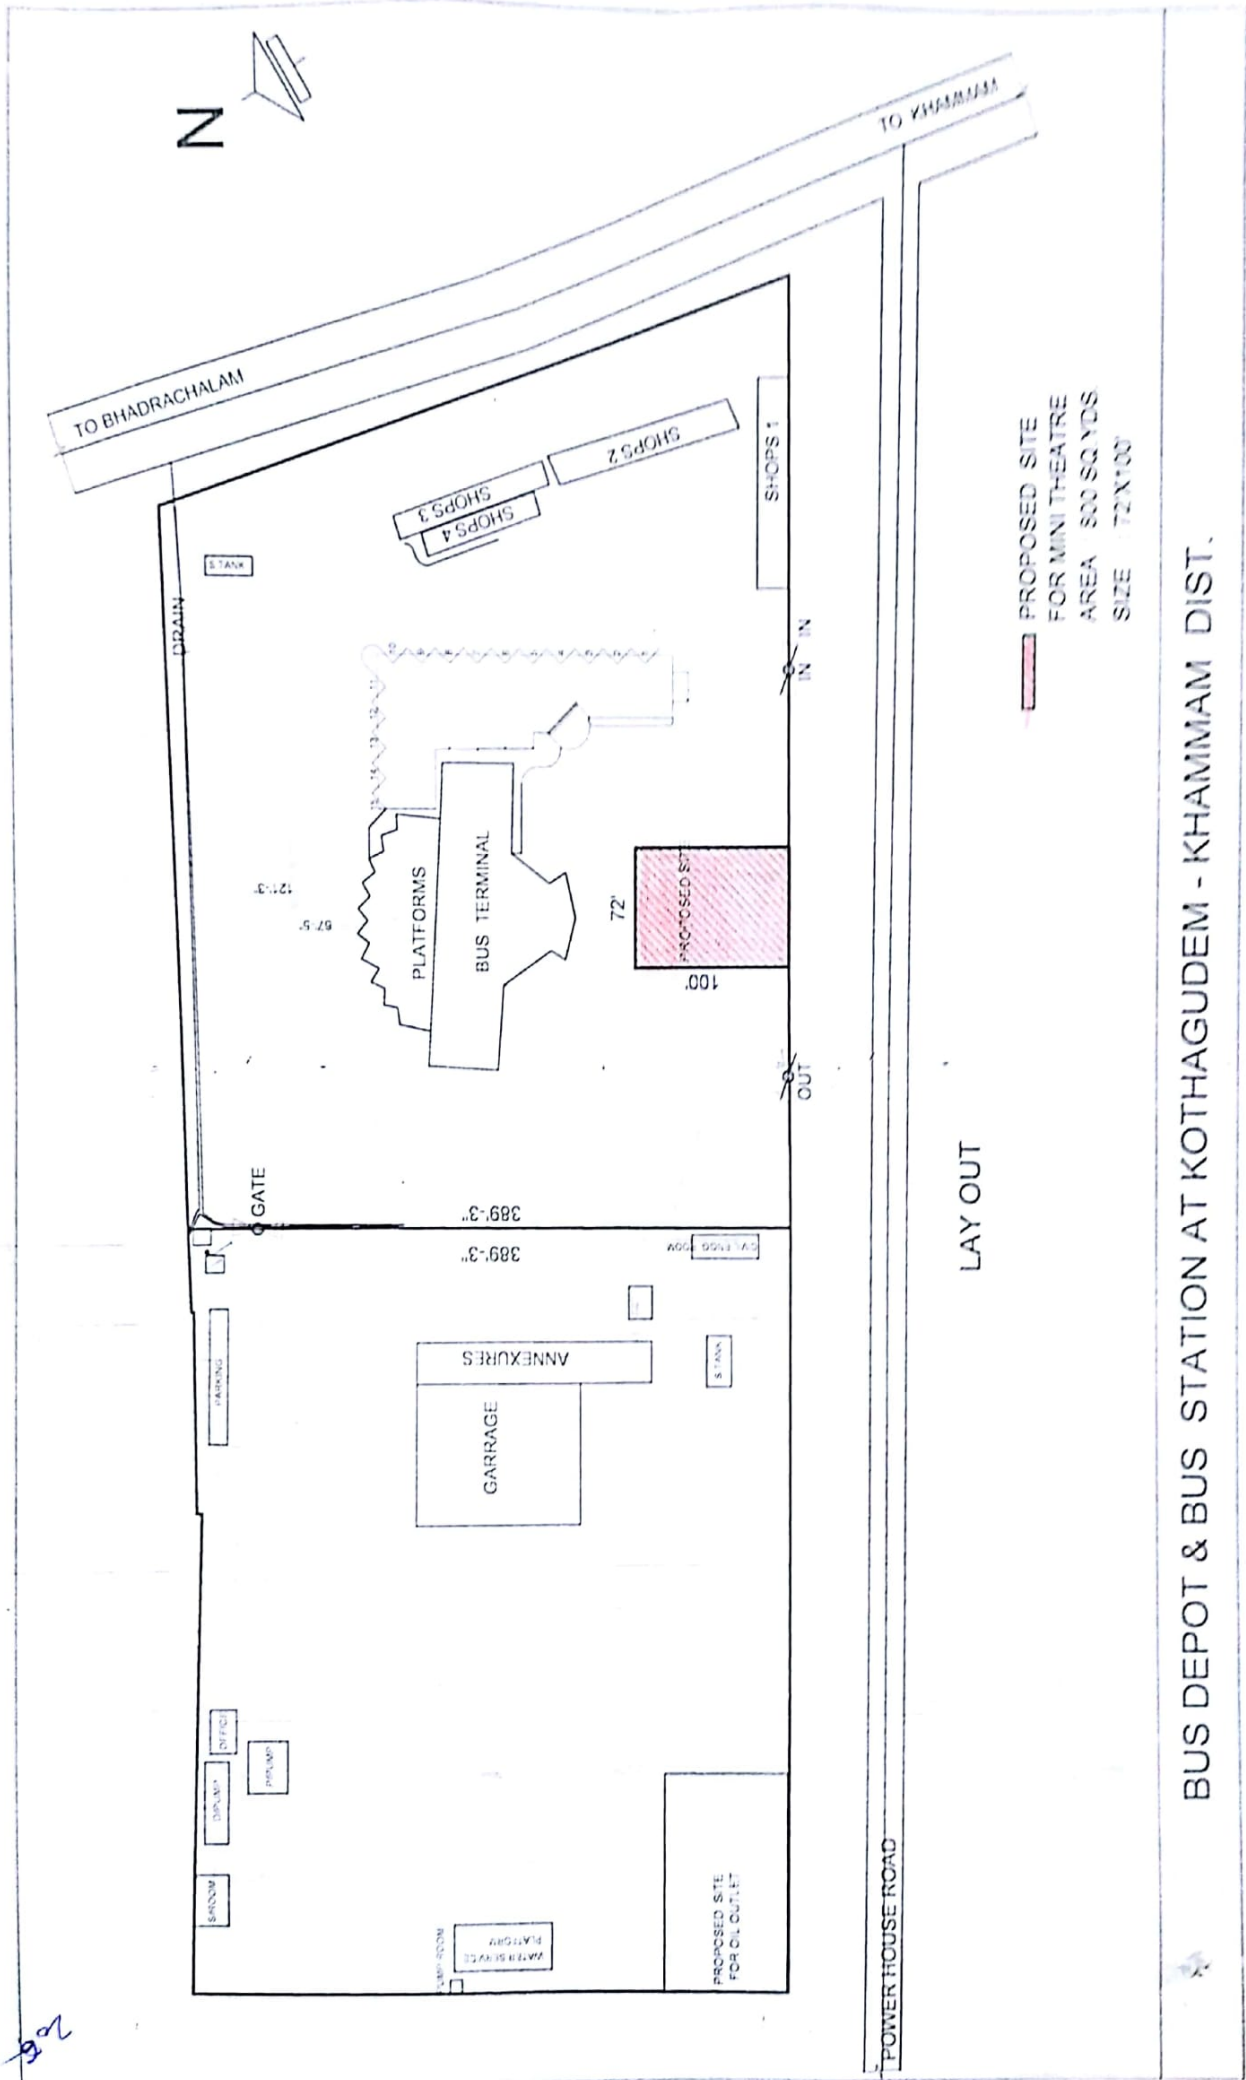 N
TO BHADRACHALAM
TO KHAMMAM
DRAIN
S.TANK
SHOPS 3
SHOPS 4
SHOPS 2
SHOPS 1
IN
IN
121'-3"
67'-5"
PLATFORMS
BUS TERMINAL
72'
PROPOSED SITE
100'
OUT
GATE
389'-3"
389'-3"
PARKING
ANNEXURES
GARRAGE
S.TANK
OFFICE
PROPOSED SITE
FOR OIL OUTLET
PUMP ROOM
WATER SERVICE
PLATFORM
POWER HOUSE ROAD
LAY OUT
PROPOSED SITE
FOR MINI THEATRE
AREA : 800 SQ.YDS.
SIZE : 72'X100'
BUS DEPOT & BUS STATION AT KOTHAGUDEM - KHAMMAM DIST.